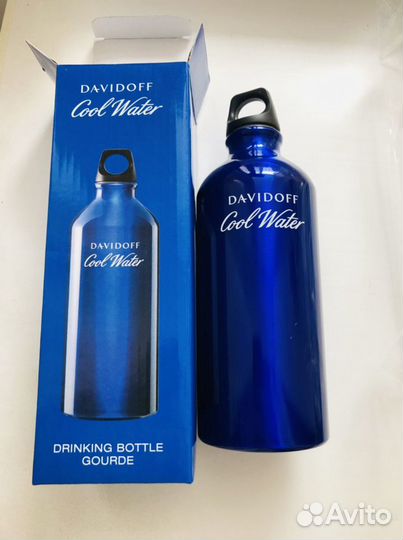 DAVIDOFF
Cool Water
DAVIDOFF
Cool Water
DRINKING BOTTLE
GOURDE
DAVIDOFF
Cool Water
Avito